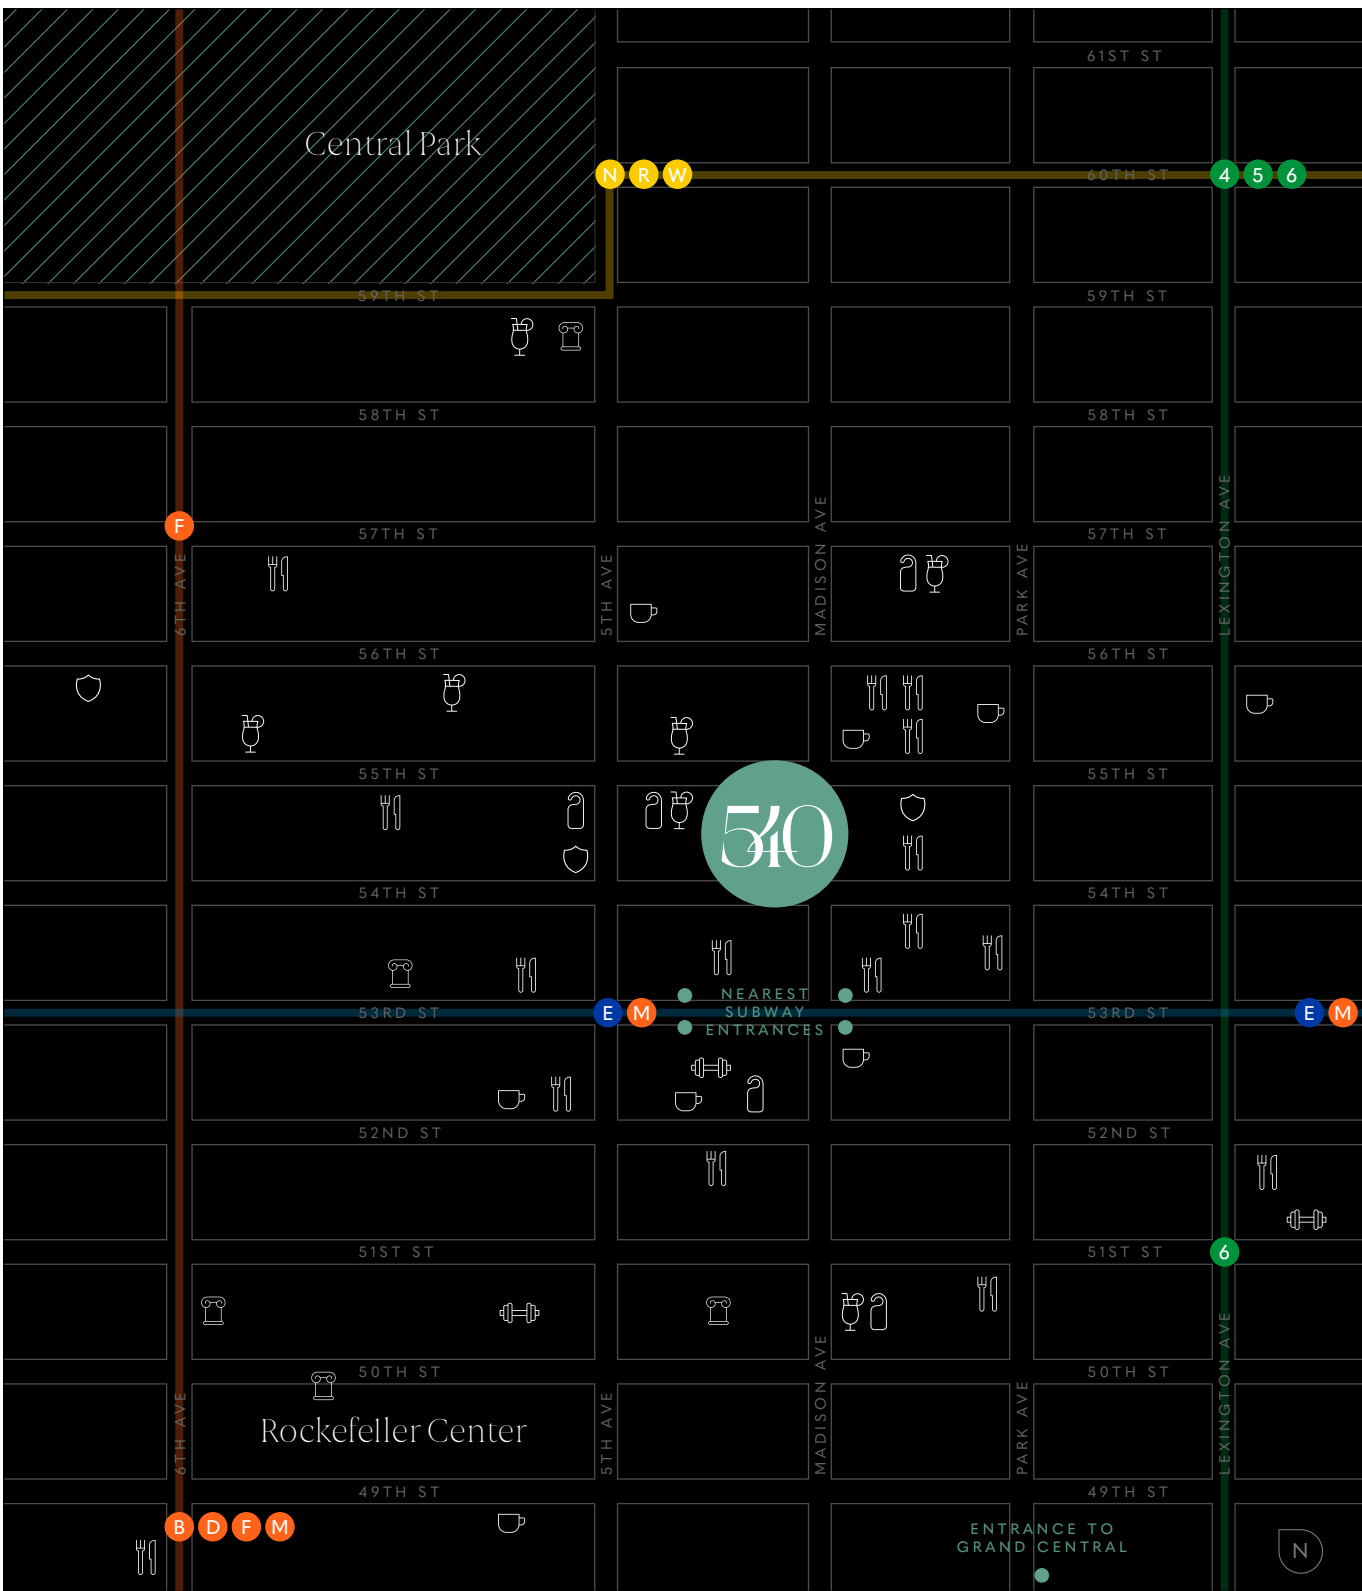 61ST ST
Central Park
N R W
60TH ST
4 5 6
59TH ST
59TH ST
58TH ST
58TH ST
MADISON AVE
LEXINGTON AVE
F
57TH ST
57TH ST
6TH AVE
5TH AVE
PARK AVE
56TH ST
56TH ST
55TH ST
55TH ST
540
54TH ST
54TH ST
NEAREST
SUBWAY
ENTRANCES
53RD ST
E M
53RD ST
E M
52ND ST
52ND ST
51ST ST
51ST ST
6
50TH ST
50TH ST
MADISON AVE
LEXINGTON AVE
6TH AVE
Rockefeller Center
5TH AVE
PARK AVE
49TH ST
49TH ST
B D F M
ENTRANCE TO
GRAND CENTRAL
N